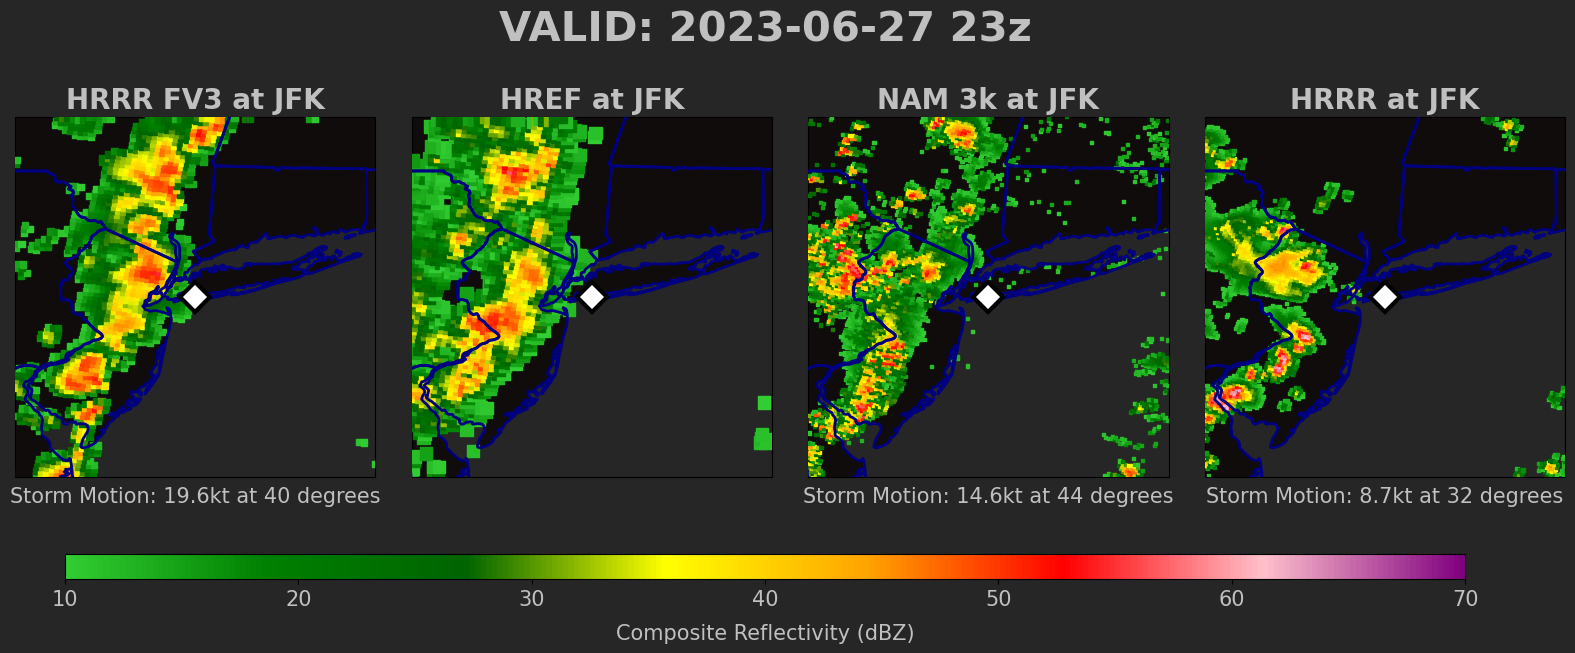 VALID: 2023-06-27 23z
HRRR FV3 at JFK
HREF at JFK
NAM 3k at JFK
HRRR at JFK
Storm Motion: 19.6kt at 40 degrees
Storm Motion: 14.6kt at 44 degrees
Storm Motion: 8.7kt at 32 degrees
10 20 30 40 50 60 70
Composite Reflectivity (dBZ)